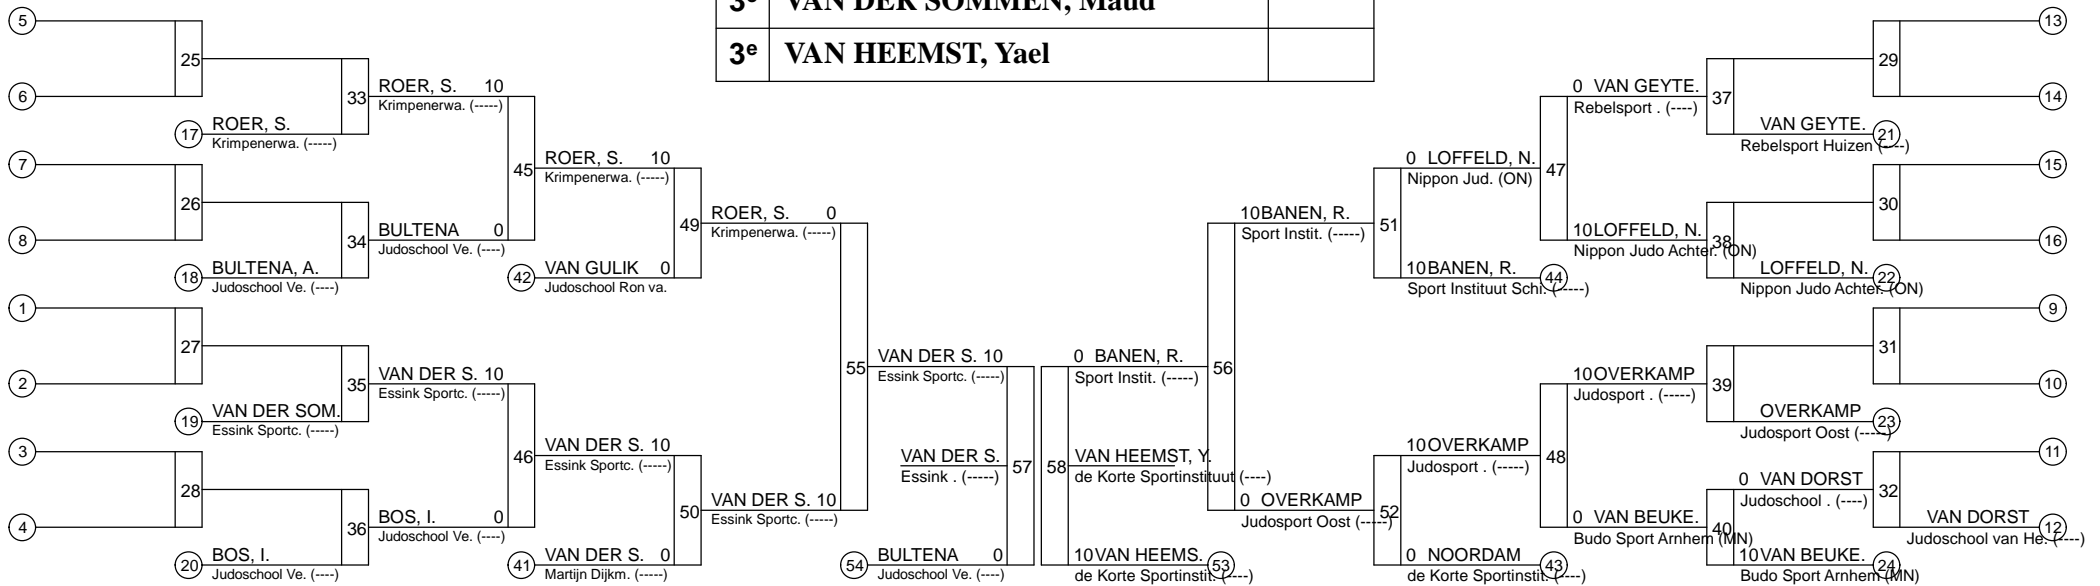 3e VAN DER SOMMEN, Maud
3e VAN HEEMST, Yael
5
25
6
33
ROER, S. 10
Krimpenerwa. (-----)
17 ROER, S.
Krimpenerwa. (-----)
7
26
8
34
BULTENA 0
Judoschool Ve. (----)
18 BULTENA, A.
Judoschool Ve. (----)
45
ROER, S. 10
Krimpenerwa. (-----)
42 VAN GULIK 0
Judoschool Ron va.
49
ROER, S. 0
Krimpenerwa. (-----)
1
27
2
35
VAN DER S. 10
Essink Sportc. (-----)
19 VAN DER SOM.
Essink Sportc. (-----)
3
28
4
36
BOS, I. 0
Judoschool Ve. (----)
20 BOS, I.
Judoschool Ve. (----)
46
VAN DER S. 10
Essink Sportc. (-----)
41 VAN DER S. 0
Martijn Dijkm. (-----)
50
VAN DER S. 10
Essink Sportc. (-----)
55
VAN DER S. 10
Essink Sportc. (-----)
VAN DER S.
Essink . (-----)
57
54 BULTENA 0
Judoschool Ve. (----)
0 BANEN, R.
Sport Instit. (-----)
58
VAN HEEMST, Y.
de Korte Sportinstituut (----)
10 VAN HEEMS. 53
de Korte Sportinstit. (----)
56
10 BANEN, R.
Sport Instit. (-----)
0 OVERKAMP
Judosport Oost (-----)
51
0 LOFFELD, N.
Nippon Jud. (ON)
10 BANEN, R. 44
Sport Instituut Schi. (-----)
52
10 OVERKAMP
Judosport . (-----)
0 NOORDAM 43
de Korte Sportinstit. (----)
47
0 VAN GEYTE.
Rebelsport . (----)
10 LOFFELD, N.
Nippon Judo Achter. (ON)
48
10 OVERKAMP
Judosport . (-----)
0 VAN BEUKE.
Budo Sport Arnhem (MN)
37
VAN GEYTE. 21
Rebelsport Huizen (----)
38
LOFFELD, N. 22
Nippon Judo Achter. (ON)
39
OVERKAMP 23
Judosport Oost (-----)
40
0 VAN DORST
Judoschool . (----)
10 VAN BEUKE. 24
Budo Sport Arnhem (MN)
13
29
14
15
30
16
9
31
10
11
32
VAN DORST 12
Judoschool van He. (----)